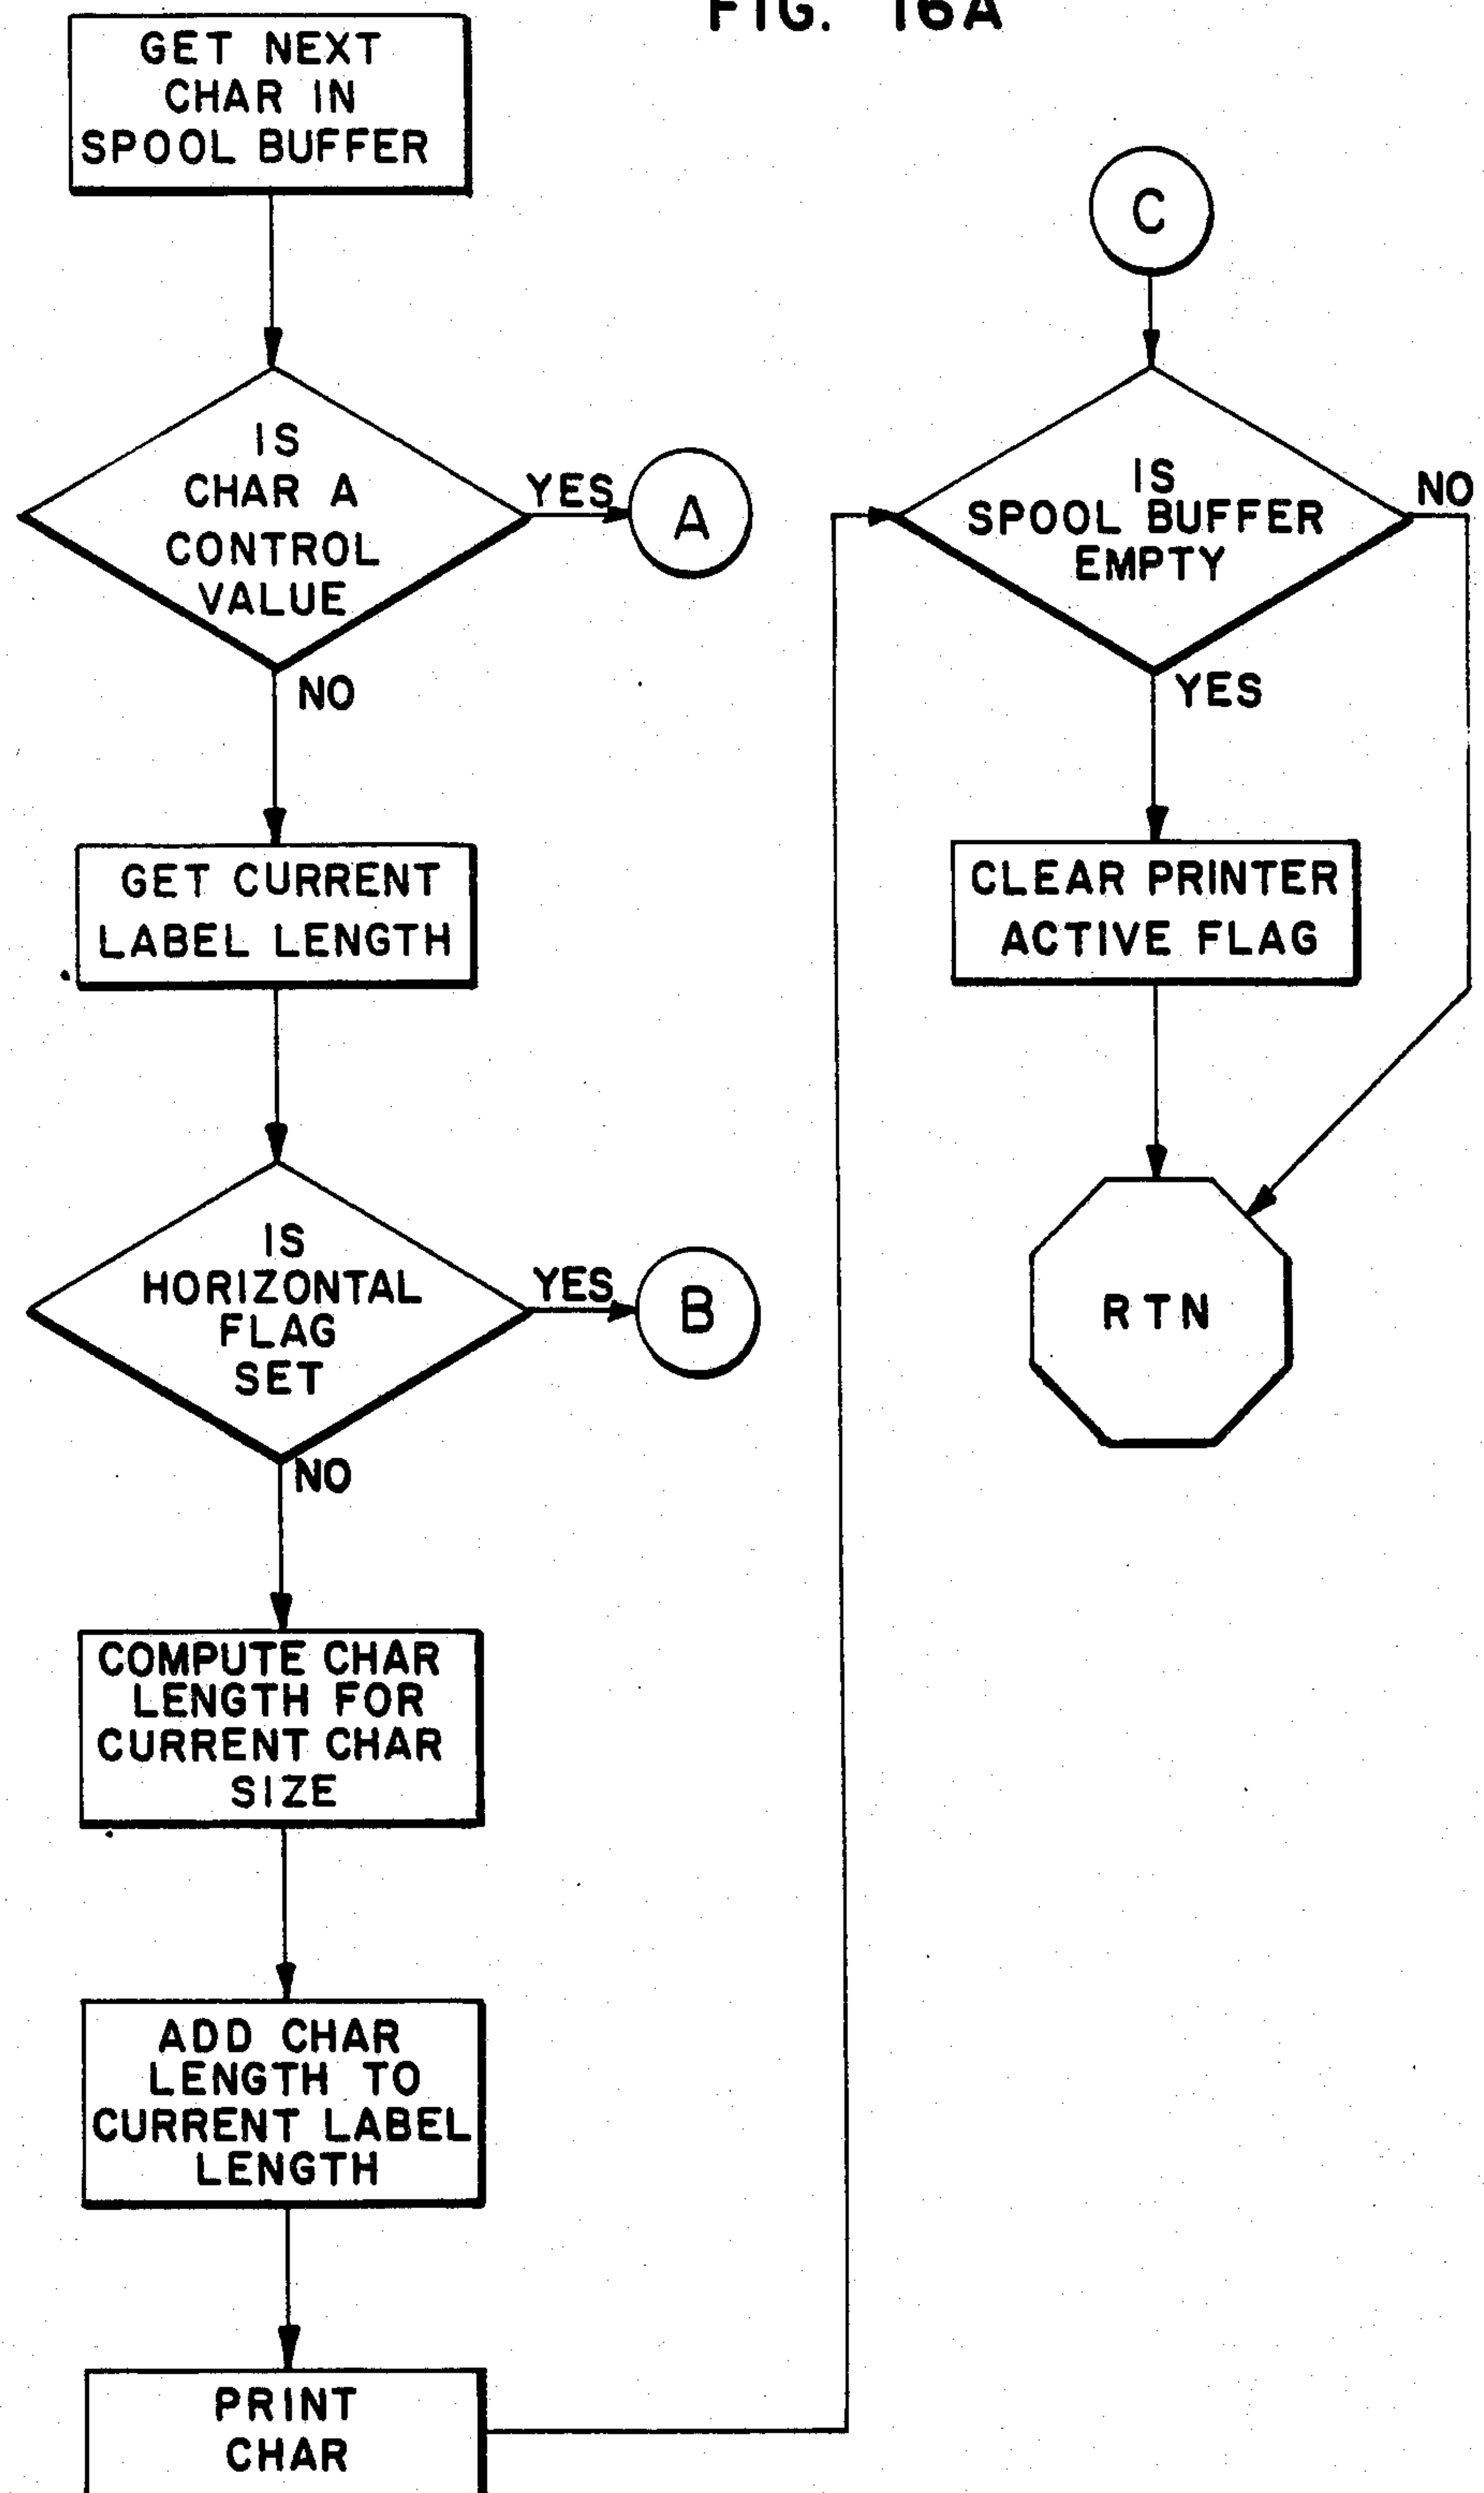 FIG. 16A
GET NEXT
CHAR IN
SPOOL BUFFER
IS
CHAR A
CONTROL
VALUE
YES
A
NO
GET CURRENT
LABEL LENGTH
IS
HORIZONTAL
FLAG
SET
YES
B
NO
COMPUTE CHAR
LENGTH FOR
CURRENT CHAR
SIZE
ADD CHAR
LENGTH TO
CURRENT LABEL
LENGTH
PRINT
CHAR
C
IS
SPOOL BUFFER
EMPTY
NO
YES
CLEAR PRINTER
ACTIVE FLAG
RTN